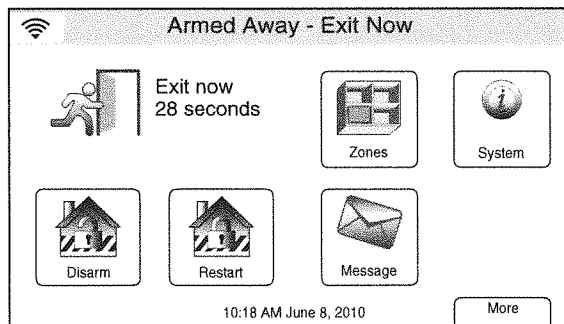 Armed Away - Exit Now
Exit now
28 seconds
Zones
System
Disarm
Restart
Message
10:18 AM June 8, 2010
More